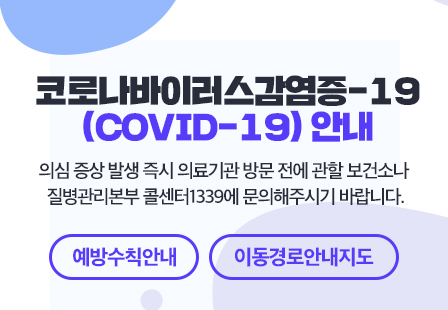 코로나바이러스감염증-19
(COVID-19) 안내
의심 증상 발생 즉시 의료기관 방문 전에 관할 보건소나
질병관리본부 콜센터1339에 문의해주시기 바랍니다.
예방수칙안내 이동경로안내지도